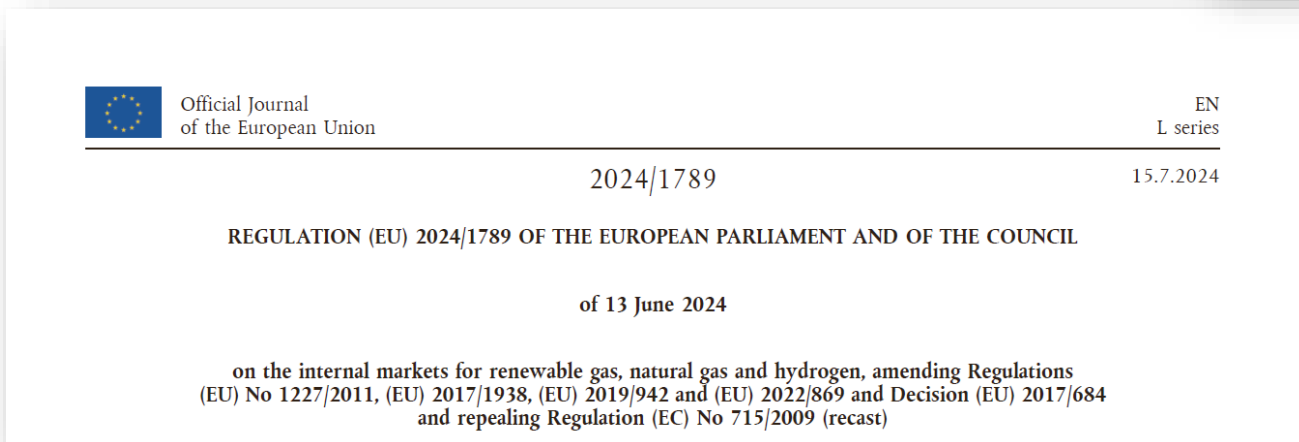 Official Journal
of the European Union
EN
L series
2024/1789
15.7.2024
REGULATION (EU) 2024/1789 OF THE EUROPEAN PARLIAMENT AND OF THE COUNCIL
of 13 June 2024
on the internal markets for renewable gas, natural gas and hydrogen, amending Regulations
(EU) No 1227/2011, (EU) 2017/1938, (EU) 2019/942 and (EU) 2022/869 and Decision (EU) 2017/684
and repealing Regulation (EC) No 715/2009 (recast)